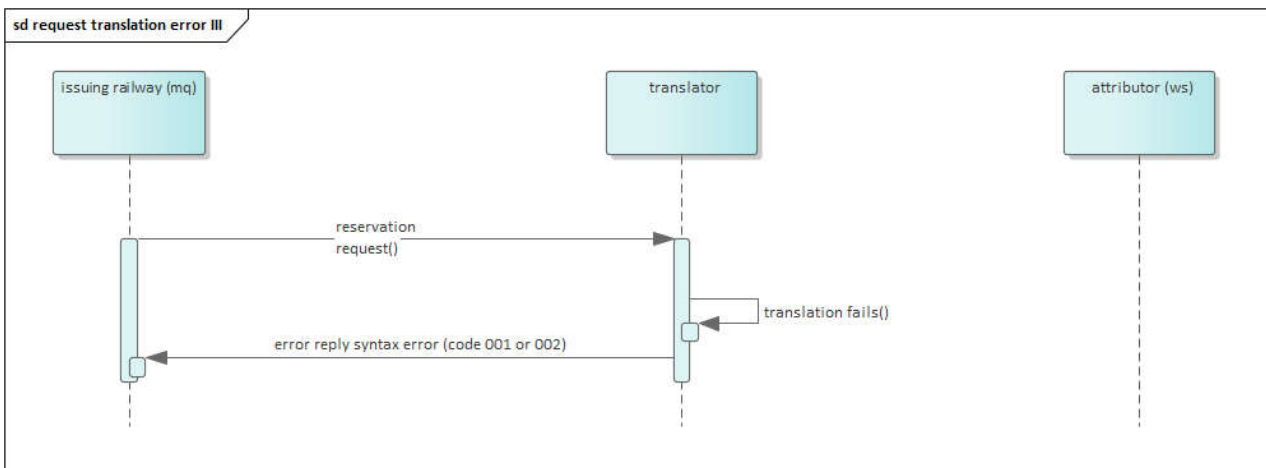 sd request translation error III
issuing railway (mq)
translator
attributor (ws)
reservation
request()
translation fails()
error reply syntax error (code 001 or 002)